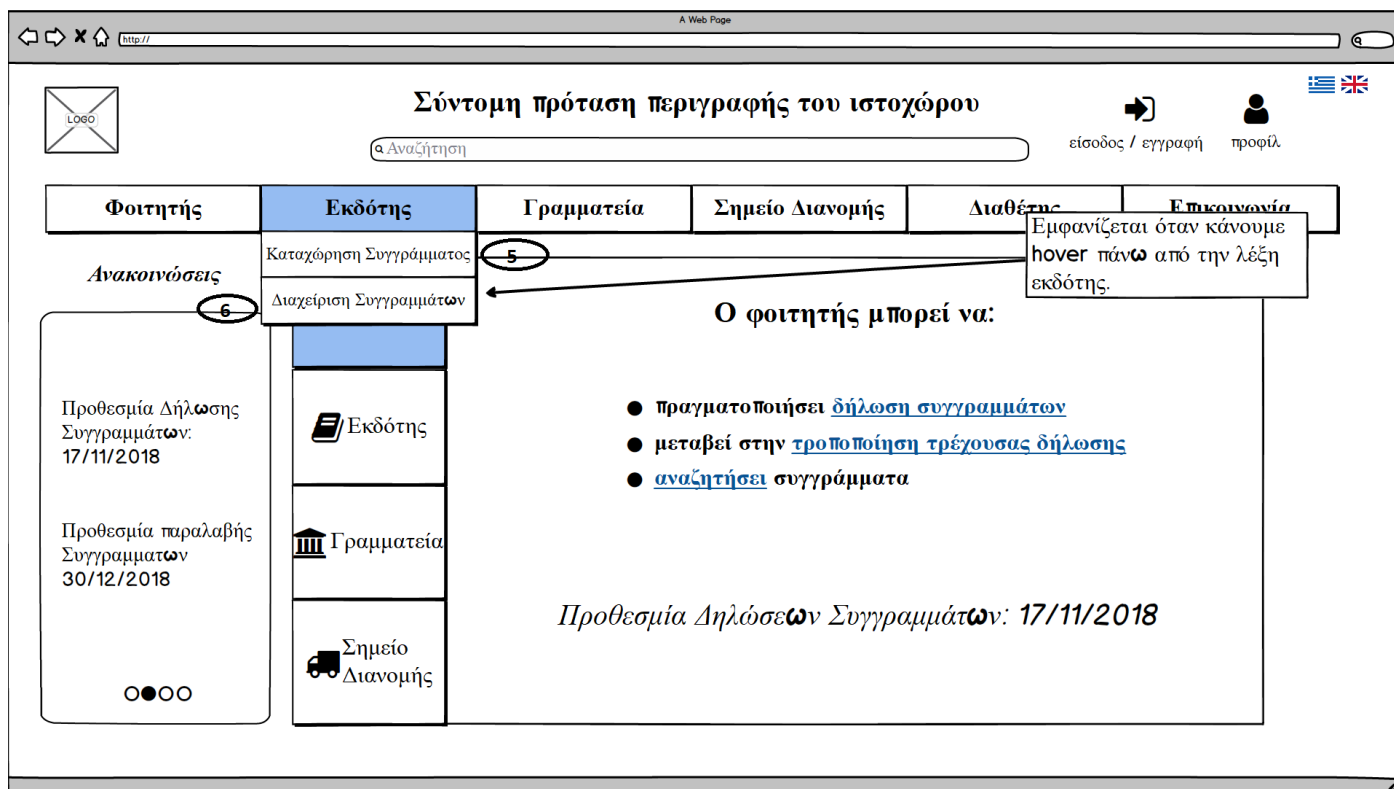 A Web Page
http://
LOGO
Σύντομη πρόταση περιγραφής του ιστοχώρου
Αναζήτηση
είσοδος / εγγραφή
προφίλ
Φοιτητής
Εκδότης
Γραμματεία
Σημείο Διανομής
Διαθέτης
Επικοινωνία
Καταχώρηση Συγγράμματος
5
Διαχείριση Συγγραμμάτων
6
Εμφανίζεται όταν κάνουμε
hover πάνω από την λέξη
εκδότης.
Ανακοινώσεις
Προθεσμία Δήλωσης
Συγγραμμάτων:
17/11/2018
Προθεσμία παραλαβής
Συγγραμματων
30/12/2018
Εκδότης
Γραμματεία
Σημείο
Διανομής
Ο φοιτητής μπορεί να:
πραγματοποιήσει δήλωση συγγραμμάτων
μεταβεί στην τροποποίηση τρέχουσας δήλωσης
αναζητήσει συγγράμματα
Προθεσμία Δηλώσεων Συγγραμμάτων: 17/11/2018